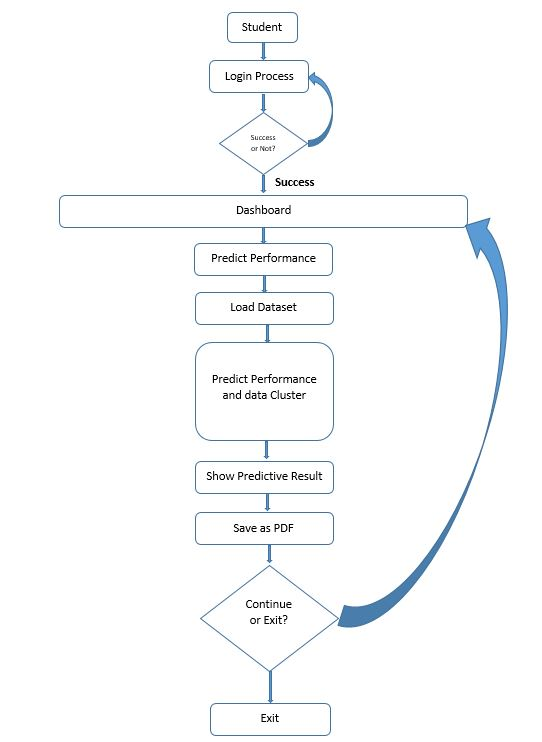 Student
Login Process
Success
or Not?
Success
Dashboard
Predict Performance
Load Dataset
Predict Performance
and data Cluster
Show Predictive Result
Save as PDF
Continue
or Exit?
Exit